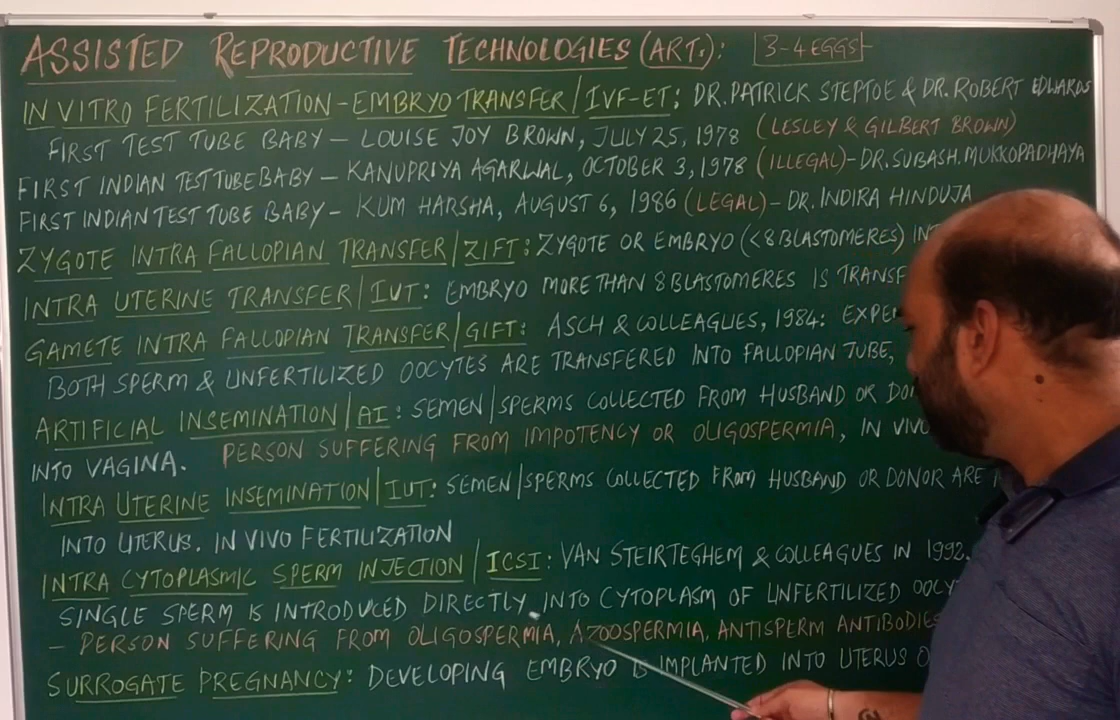 ASSISTED REPRODUCTIVE TECHNOLOGIES (ARTs): 3-4 EGGS
IN VITRO FERTILIZATION - EMBRYO TRANSFER / IVF-ET: DR. PATRICK STEPTOE & DR. ROBERT EDWARDS
FIRST TEST TUBE BABY - LOUISE JOY BROWN, JULY 25, 1978 (LESLEY & GILBERT BROWN)
FIRST INDIAN TEST TUBE BABY - KANUPRIYA AGARWAL, OCTOBER 3, 1978 (ILLEGAL) - DR. SUBASH. MUKKOPADHAYA
FIRST INDIAN TEST TUBE BABY - KUM HARSHA, AUGUST 6, 1986 (LEGAL) - DR. INDIRA HINDUJA
ZYGOTE INTRA FALLOPIAN TRANSFER / ZIFT: ZYGOTE OR EMBRYO (<8 BLASTOMERES)
INTRA UTERINE TRANSFER / IUT: EMBRYO MORE THAN 8 BLASTOMERES IS
GAMETE INTRA FALLOPIAN TRANSFER / GIFT: ASCH & COLLEAGUES, 1984:
BOTH SPERM & UNFERTILIZED OOCYTES ARE TRANSFERED INTO FALLOPIAN TUBE,
ARTIFICIAL INSEMINATION / AI: SEMEN / SPERMS COLLECTED FROM HUSBAND OR
INTO VAGINA. PERSON SUFFERING FROM IMPOTENCY OR OLIGOSPERMIA, IN VIVO
INTRA UTERINE INSEMINATION / IUT: SEMEN / SPERMS COLLECTED FROM HUSBAND OR DONOR ARE
INTO UTERUS. IN VIVO FERTILIZATION
INTRA CYTOPLASMIC SPERM INJECTION / ICSI: VAN STEIRTEGHEM & COLLEAGUES IN 1992.
SINGLE SPERM IS INTRODUCED DIRECTLY INTO CYTOPLASM OF UNFERTILIZED
- PERSON SUFFERING FROM OLIGOSPERMIA, AZOOSPERMIA, ANTISPERM ANTIBODIES
SURROGATE PREGNANCY: DEVELOPING EMBRYO IS IMPLANTED INTO UTERUS